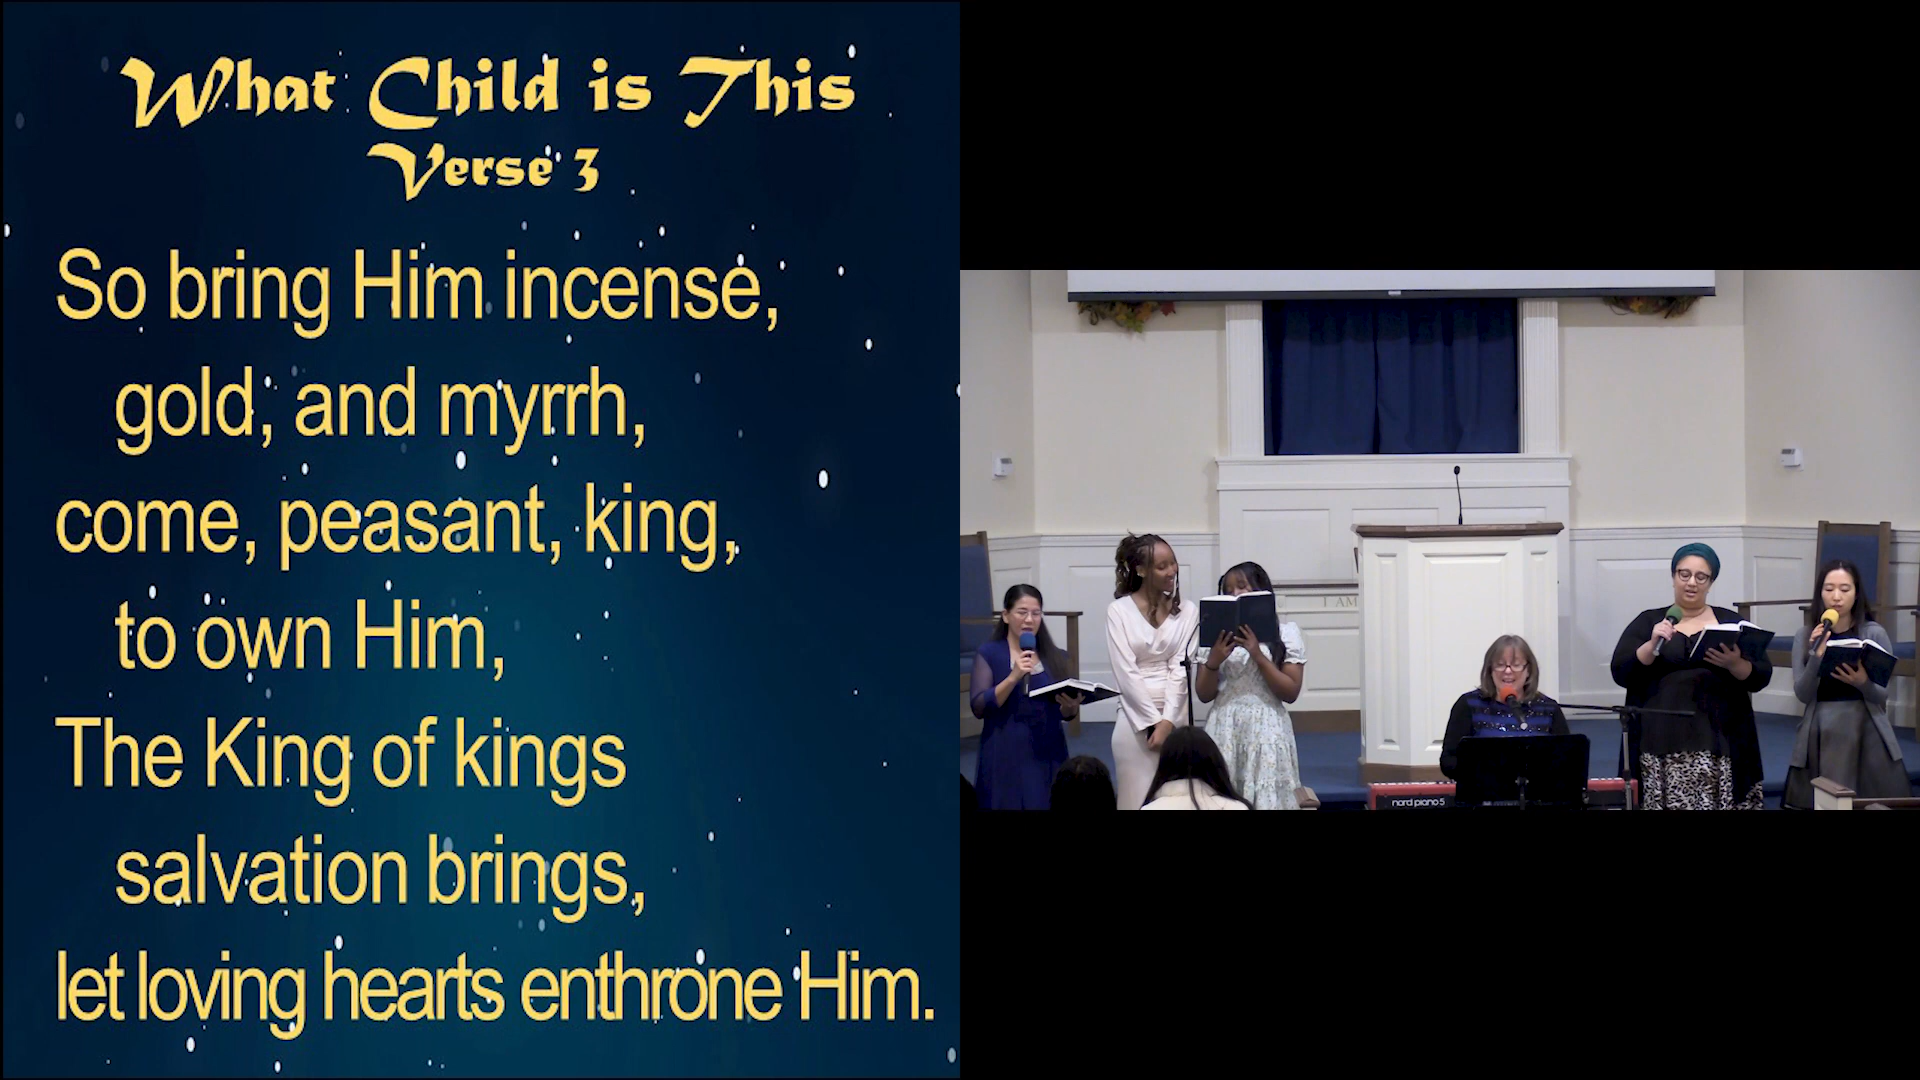 What Child is This
Verse 3
So bring Him incense,
gold, and myrrh,
come, peasant, king,
to own Him,
The King of kings
salvation brings,
let loving hearts enthrone Him.
I AM
nord piano 5